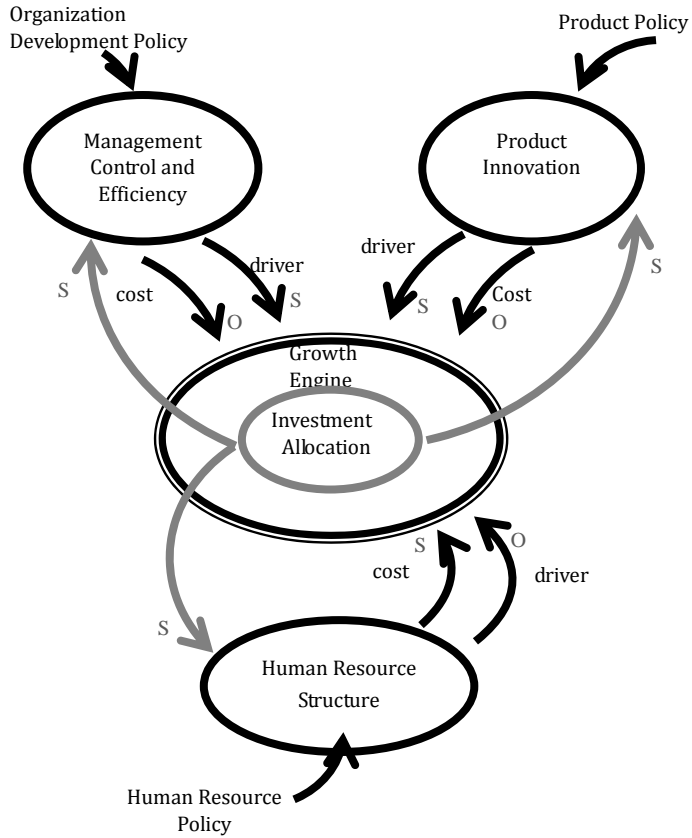 Organization
Development Policy
Product Policy
Management
Control and
Efficiency
Product
Innovation
driver
S
cost
S
O
driver
S
Cost
O
S
Growth
Engine
Investment
Allocation
S
O
cost
driver
S
Human Resource
Structure
Human Resource
Policy